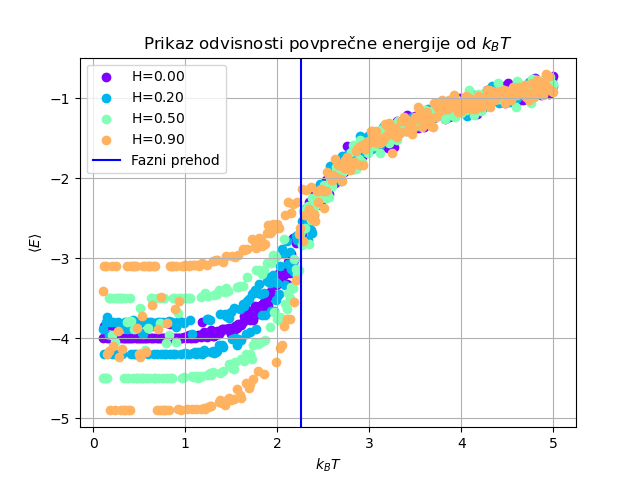 Prikaz odvisnosti povprečne energije od $k_BT$
H=0.00
H=0.20
H=0.50
H=0.90
Fazni prehod
⟨E⟩
−1
−2
−3
−4
−5
0 1 2 3 4 5
$k_BT$